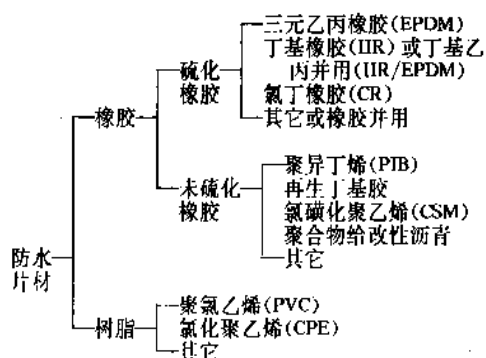 三元乙丙橡胶(EPDM)
丁基橡胶(IIR)或丁基乙
丙并用(IIR/EPDM)
氯丁橡胶(CR)
其它或橡胶并用
硫化
橡胶
橡胶
未硫化
橡胶
聚异丁烯(PIB)
再生丁基胶
氯磺化聚乙烯(CSM)
聚合物给改性沥青
其它
防水
片材
树脂
聚氯乙烯(PVC)
氯化聚乙烯(CPE)
其它